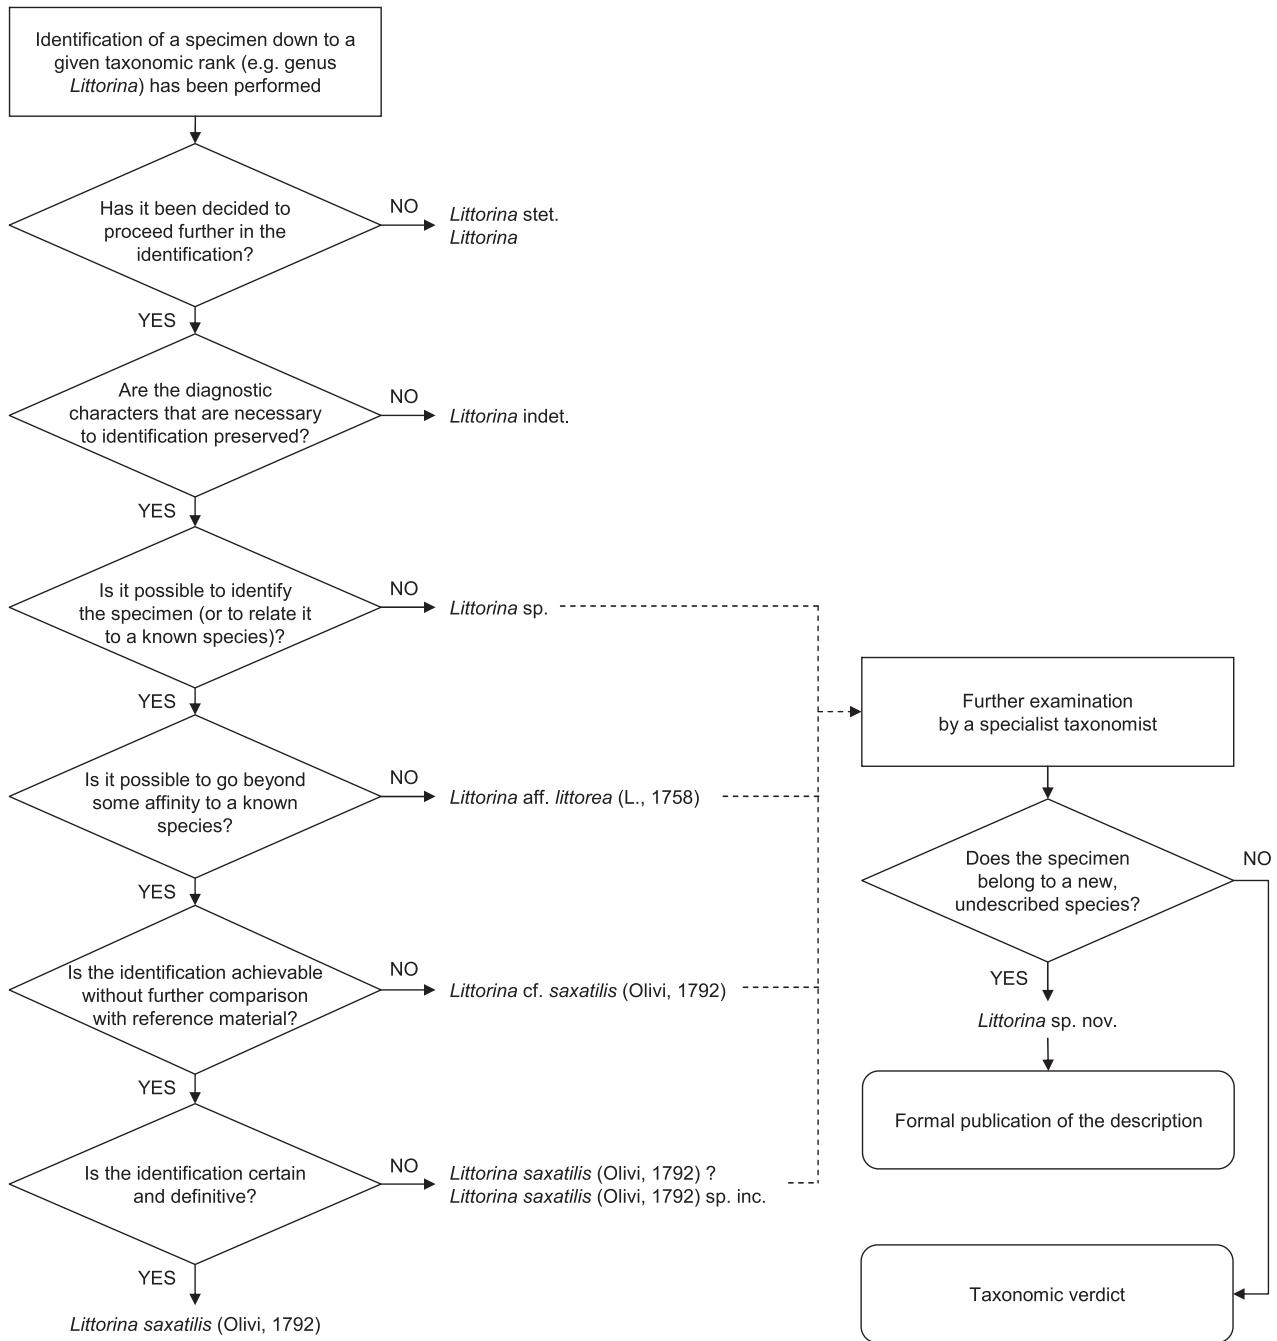 Identification of a specimen down to a
given taxonomic rank (e.g. genus
Littorina) has been performed
Has it been decided to
proceed further in the
identification?
NO
Littorina stet.
Littorina
YES
Are the diagnostic
characters that are necessary
to identification preserved?
NO
Littorina indet.
YES
Is it possible to identify
the specimen (or to relate it
to a known species)?
NO
Littorina sp.
YES
Is it possible to go beyond
some affinity to a known
species?
NO
Littorina aff. littorea (L., 1758)
YES
Is the identification achievable
without further comparison
with reference material?
NO
Littorina cf. saxatilis (Olivi, 1792)
YES
Is the identification certain
and definitive?
NO
Littorina saxatilis (Olivi, 1792) ?
Littorina saxatilis (Olivi, 1792) sp. inc.
YES
Littorina saxatilis (Olivi, 1792)
Further examination
by a specialist taxonomist
Does the specimen
belong to a new,
undescribed species?
NO
YES
Littorina sp. nov.
Formal publication of the description
Taxonomic verdict